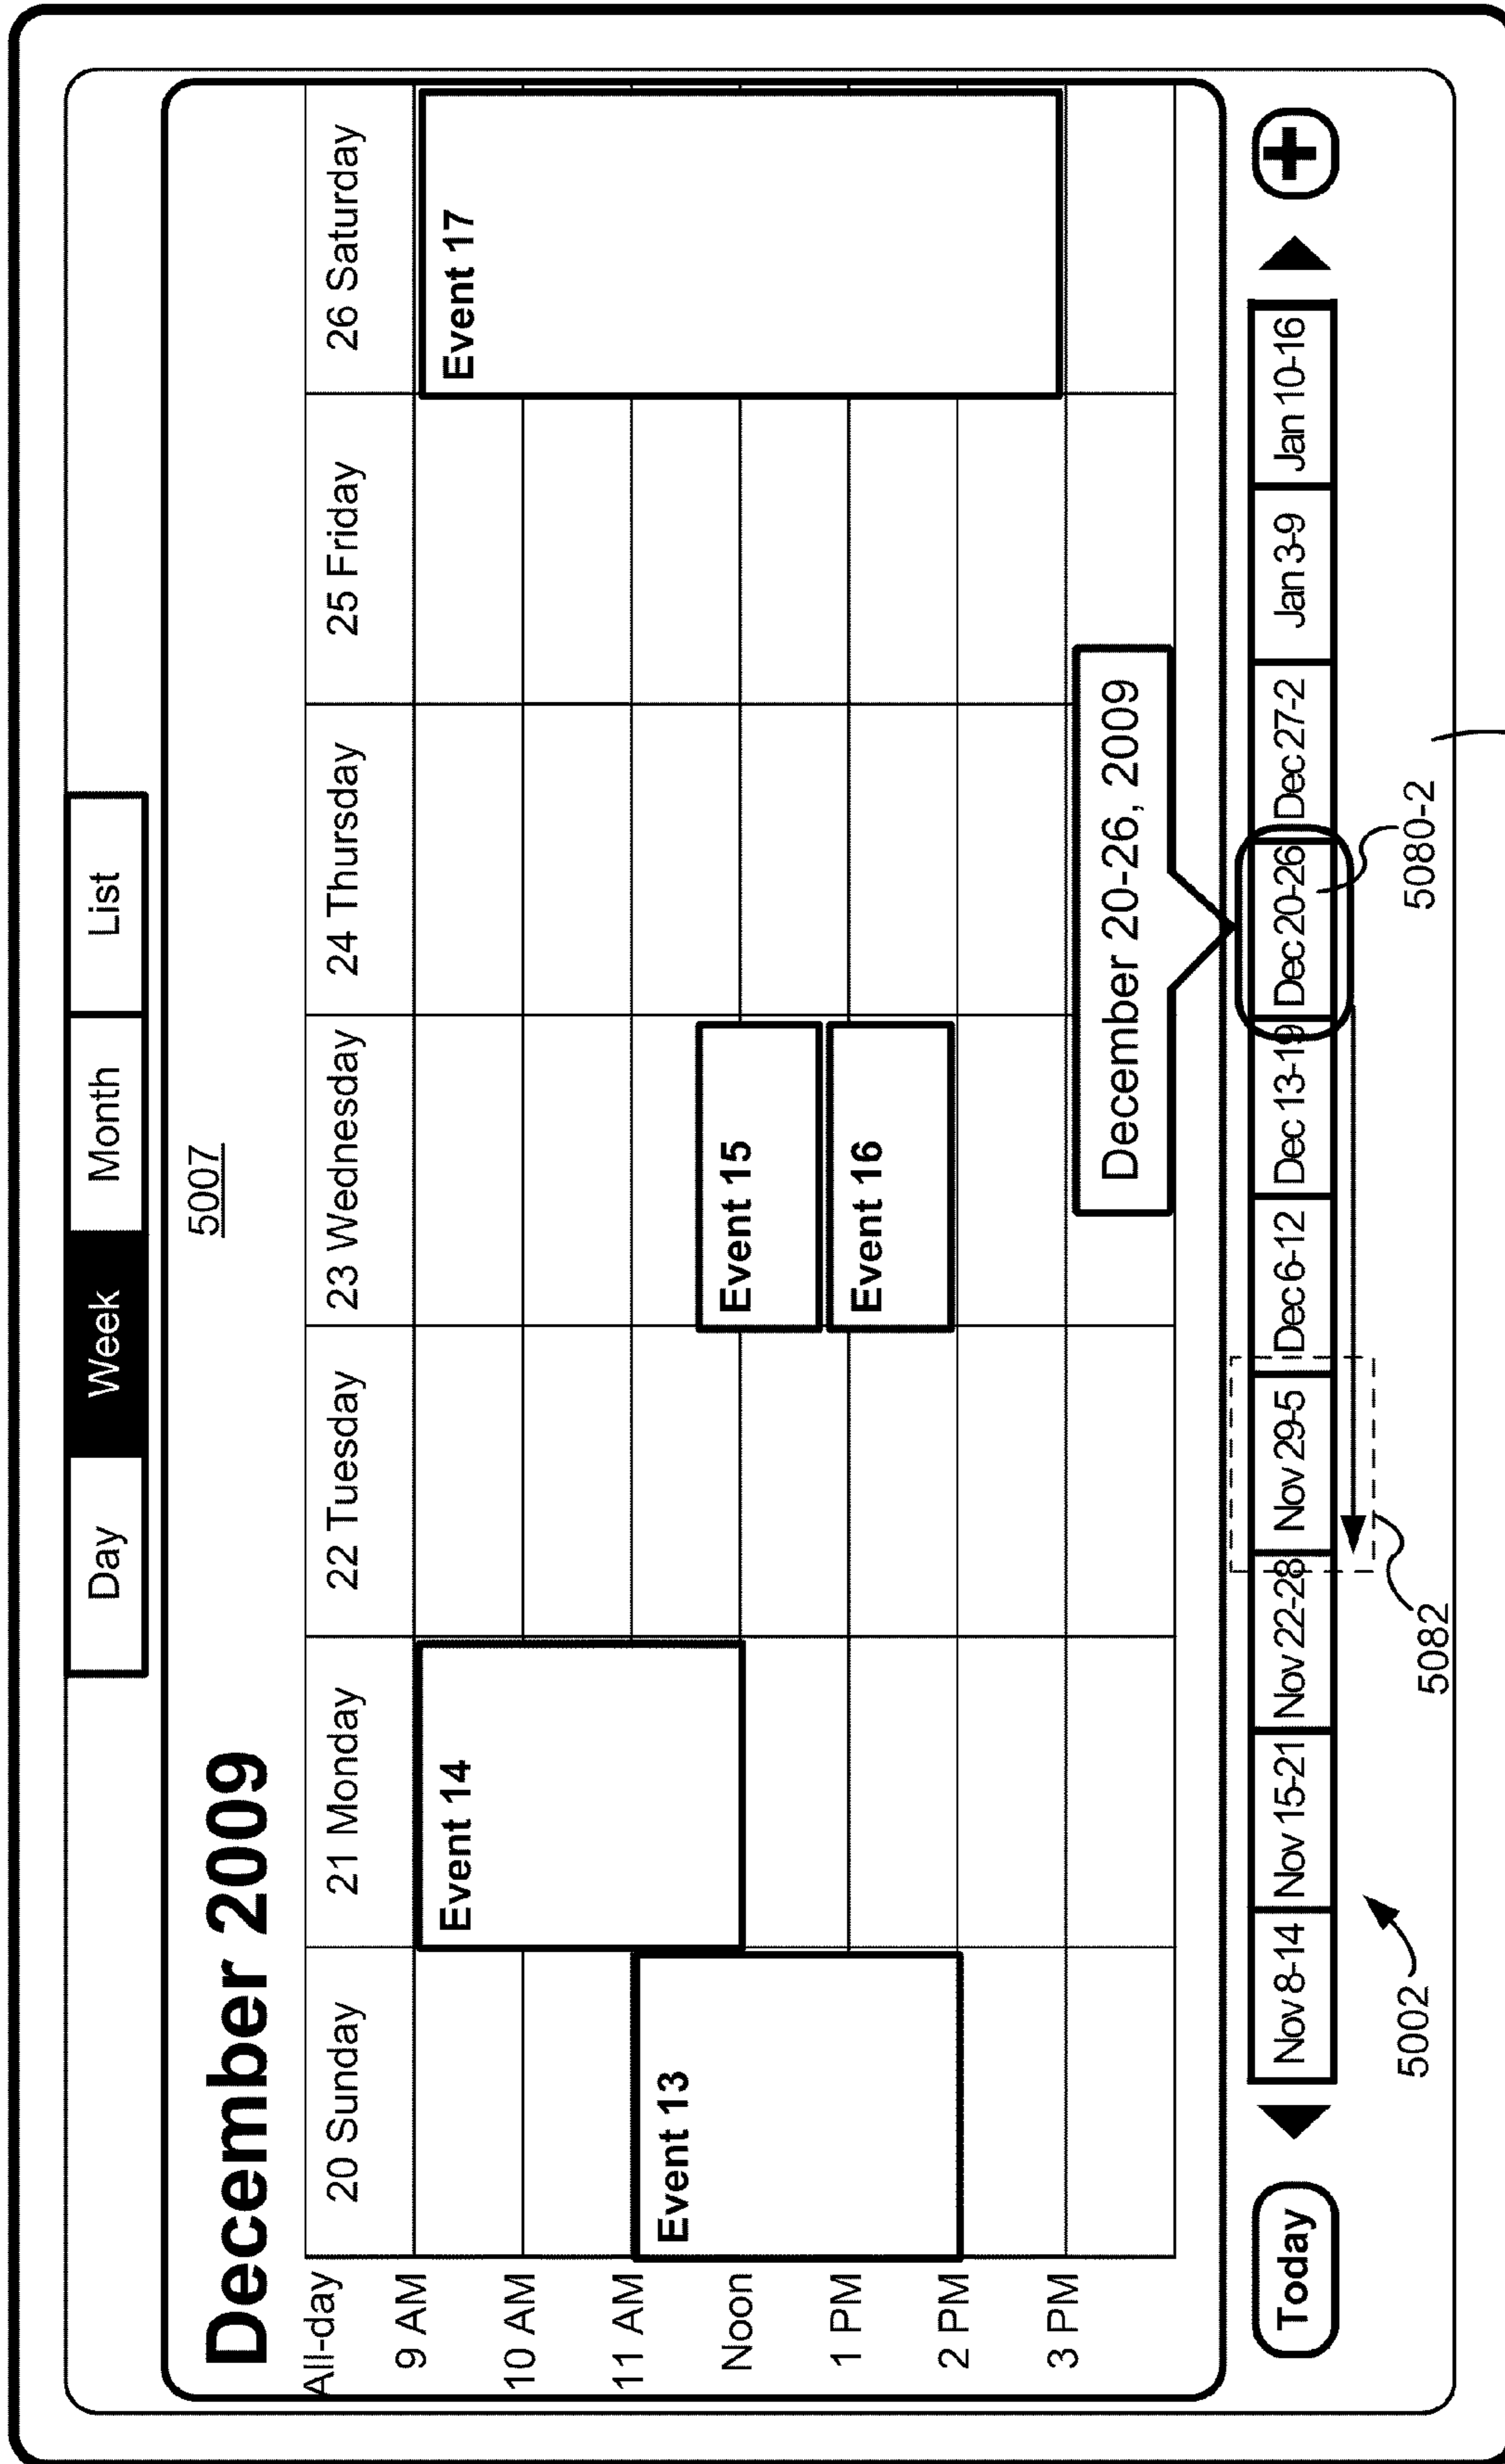 Day Week Month List
5007
December 2009
All-day 20 Sunday 21 Monday 22 Tuesday 23 Wednesday 24 Thursday 25 Friday 26 Saturday
9 AM
Event 14
Event 17
10 AM
11 AM
Event 13
Noon
Event 15
1 PM
Event 16
2 PM
3 PM
December 20-26, 2009
Today Nov 8-14 Nov 15-21 Nov 22-28 Nov 29-5 Dec 6-12 Dec 13-19 Dec 20-26 Dec 27-2 Jan 3-9 Jan 10-16 +
5002 5082 5080-2